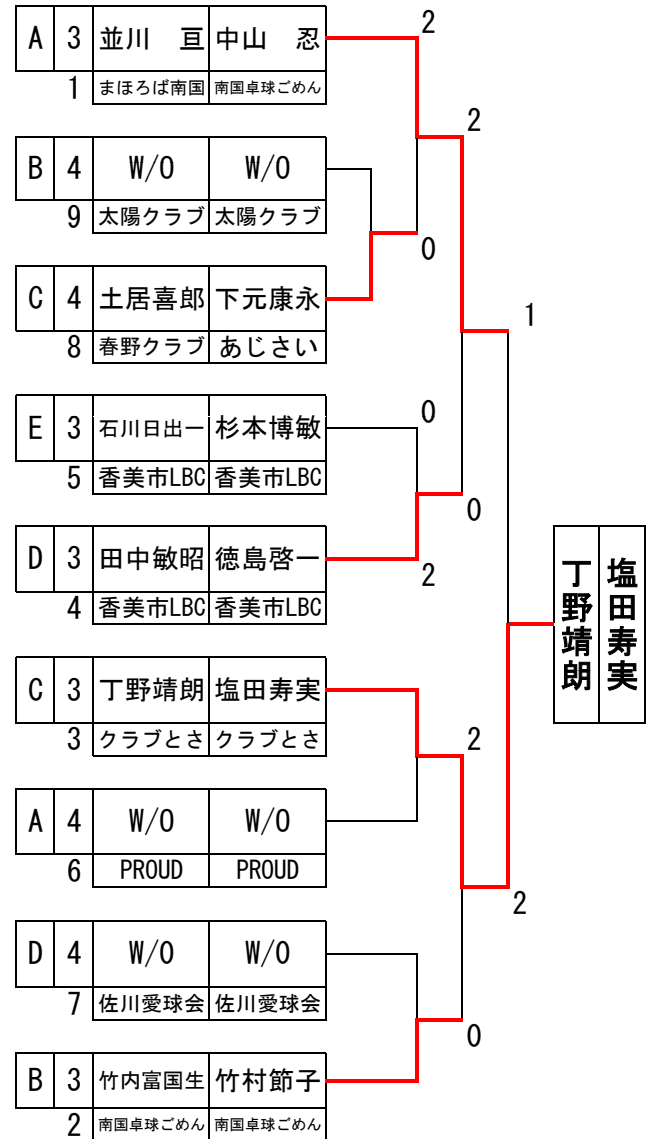 A 3 並川　亘 中山　忍
1 まほろば南国 南国卓球ごめん
2
2
B 4 W/O W/O
9 太陽クラブ 太陽クラブ
0
C 4 土居喜郎 下元康永
8 春野クラブ あじさい
1
E 3 石川日出一 杉本博敏
5 香美市LBC 香美市LBC
0
0
D 3 田中敏昭 徳島啓一
4 香美市LBC 香美市LBC
2
丁野靖朗
塩田寿実
C 3 丁野靖朗 塩田寿実
3 クラブとさ クラブとさ
2
A 4 W/O W/O
6 PROUD PROUD
2
D 4 W/O W/O
7 佐川愛球会 佐川愛球会
0
B 3 竹内富国生 竹村節子
2 南国卓球ごめん 南国卓球ごめん